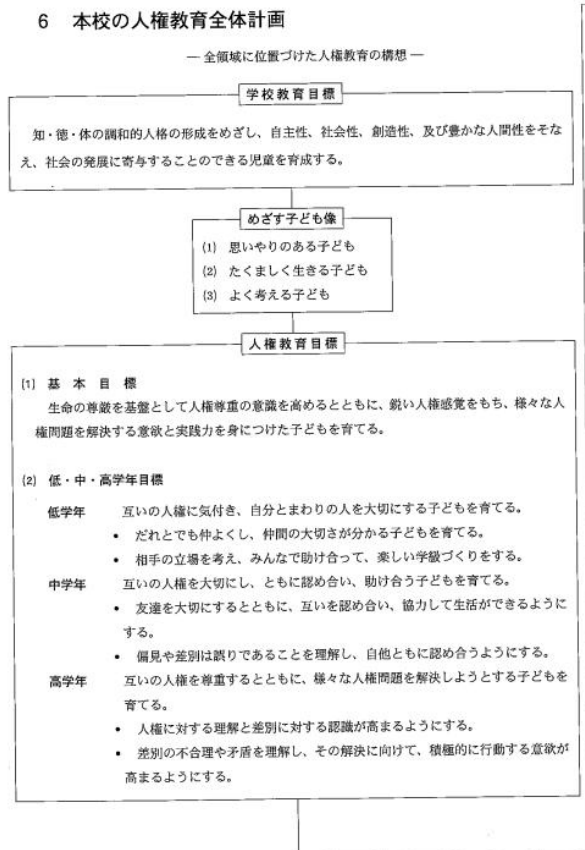 6　本校の人権教育全体計画
― 全領域に位置づけた人権教育の構想 ―
学校教育目標
知・徳・体の調和的人格の形成をめざし、自主性、社会性、創造性、及び豊かな人間性をそな
え、社会の発展に寄与することのできる児童を育成する。
めざす子ども像
(1)　思いやりのある子ども
(2)　たくましく生きる子ども
(3)　よく考える子ども
人権教育目標
(1)　基　本　目　標
生命の尊厳を基盤として人権尊重の意識を高めるとともに、鋭い人権感覚をもち、様々な人
権問題を解決する意欲と実践力を身につけた子どもを育てる。
(2)　低・中・高学年目標
低学年　互いの人権に気付き、自分とまわりの人を大切にする子どもを育てる。
・　だれとでも仲よくし、仲間の大切さが分かる子どもを育てる。
・　相手の立場を考え、みんなで助け合って、楽しい学級づくりをする。
中学年　互いの人権を大切にし、ともに認め合い、助け合う子どもを育てる。
・　友達を大切にするとともに、互いを認め合い、協力して生活ができるように
する。
・　偏見や差別は誤りであることを理解し、自他ともに認め合うようにする。
高学年　互いの人権を尊重するとともに、様々な人権問題を解決しようとする子どもを
育てる。
・　人権に対する理解と差別に対する認識が高まるようにする。
・　差別の不合理や矛盾を理解し、その解決に向けて、積極的に行動する意欲が
高まるようにする。